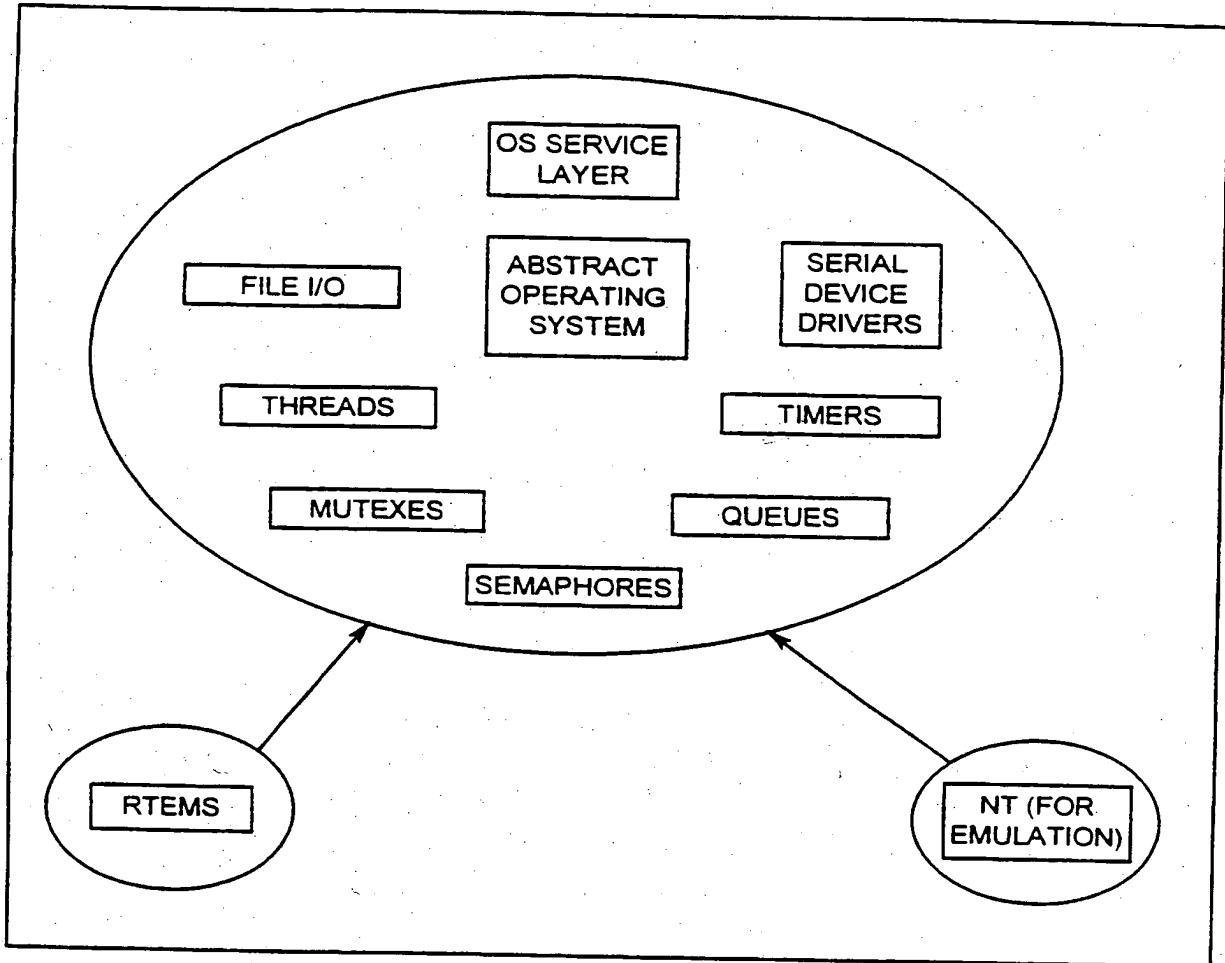 OS SERVICE
LAYER
FILE I/O
ABSTRACT
OPERATING
SYSTEM
SERIAL
DEVICE
DRIVERS
THREADS
TIMERS
MUTEXES
QUEUES
SEMAPHORES
RTEMS
NT (FOR
EMULATION)